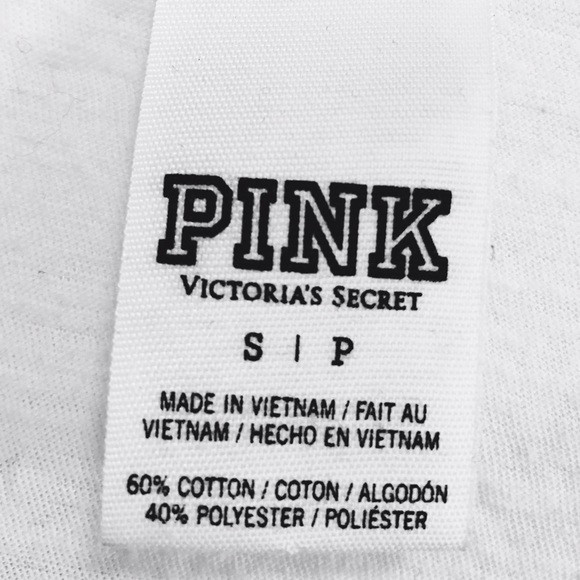 PINK
VICTORIA'S SECRET
S | P
MADE IN VIETNAM / FAIT AU
VIETNAM / HECHO EN VIETNAM
60% COTTON / COTON / ALGODÓN
40% POLYESTER / POLIÉSTER